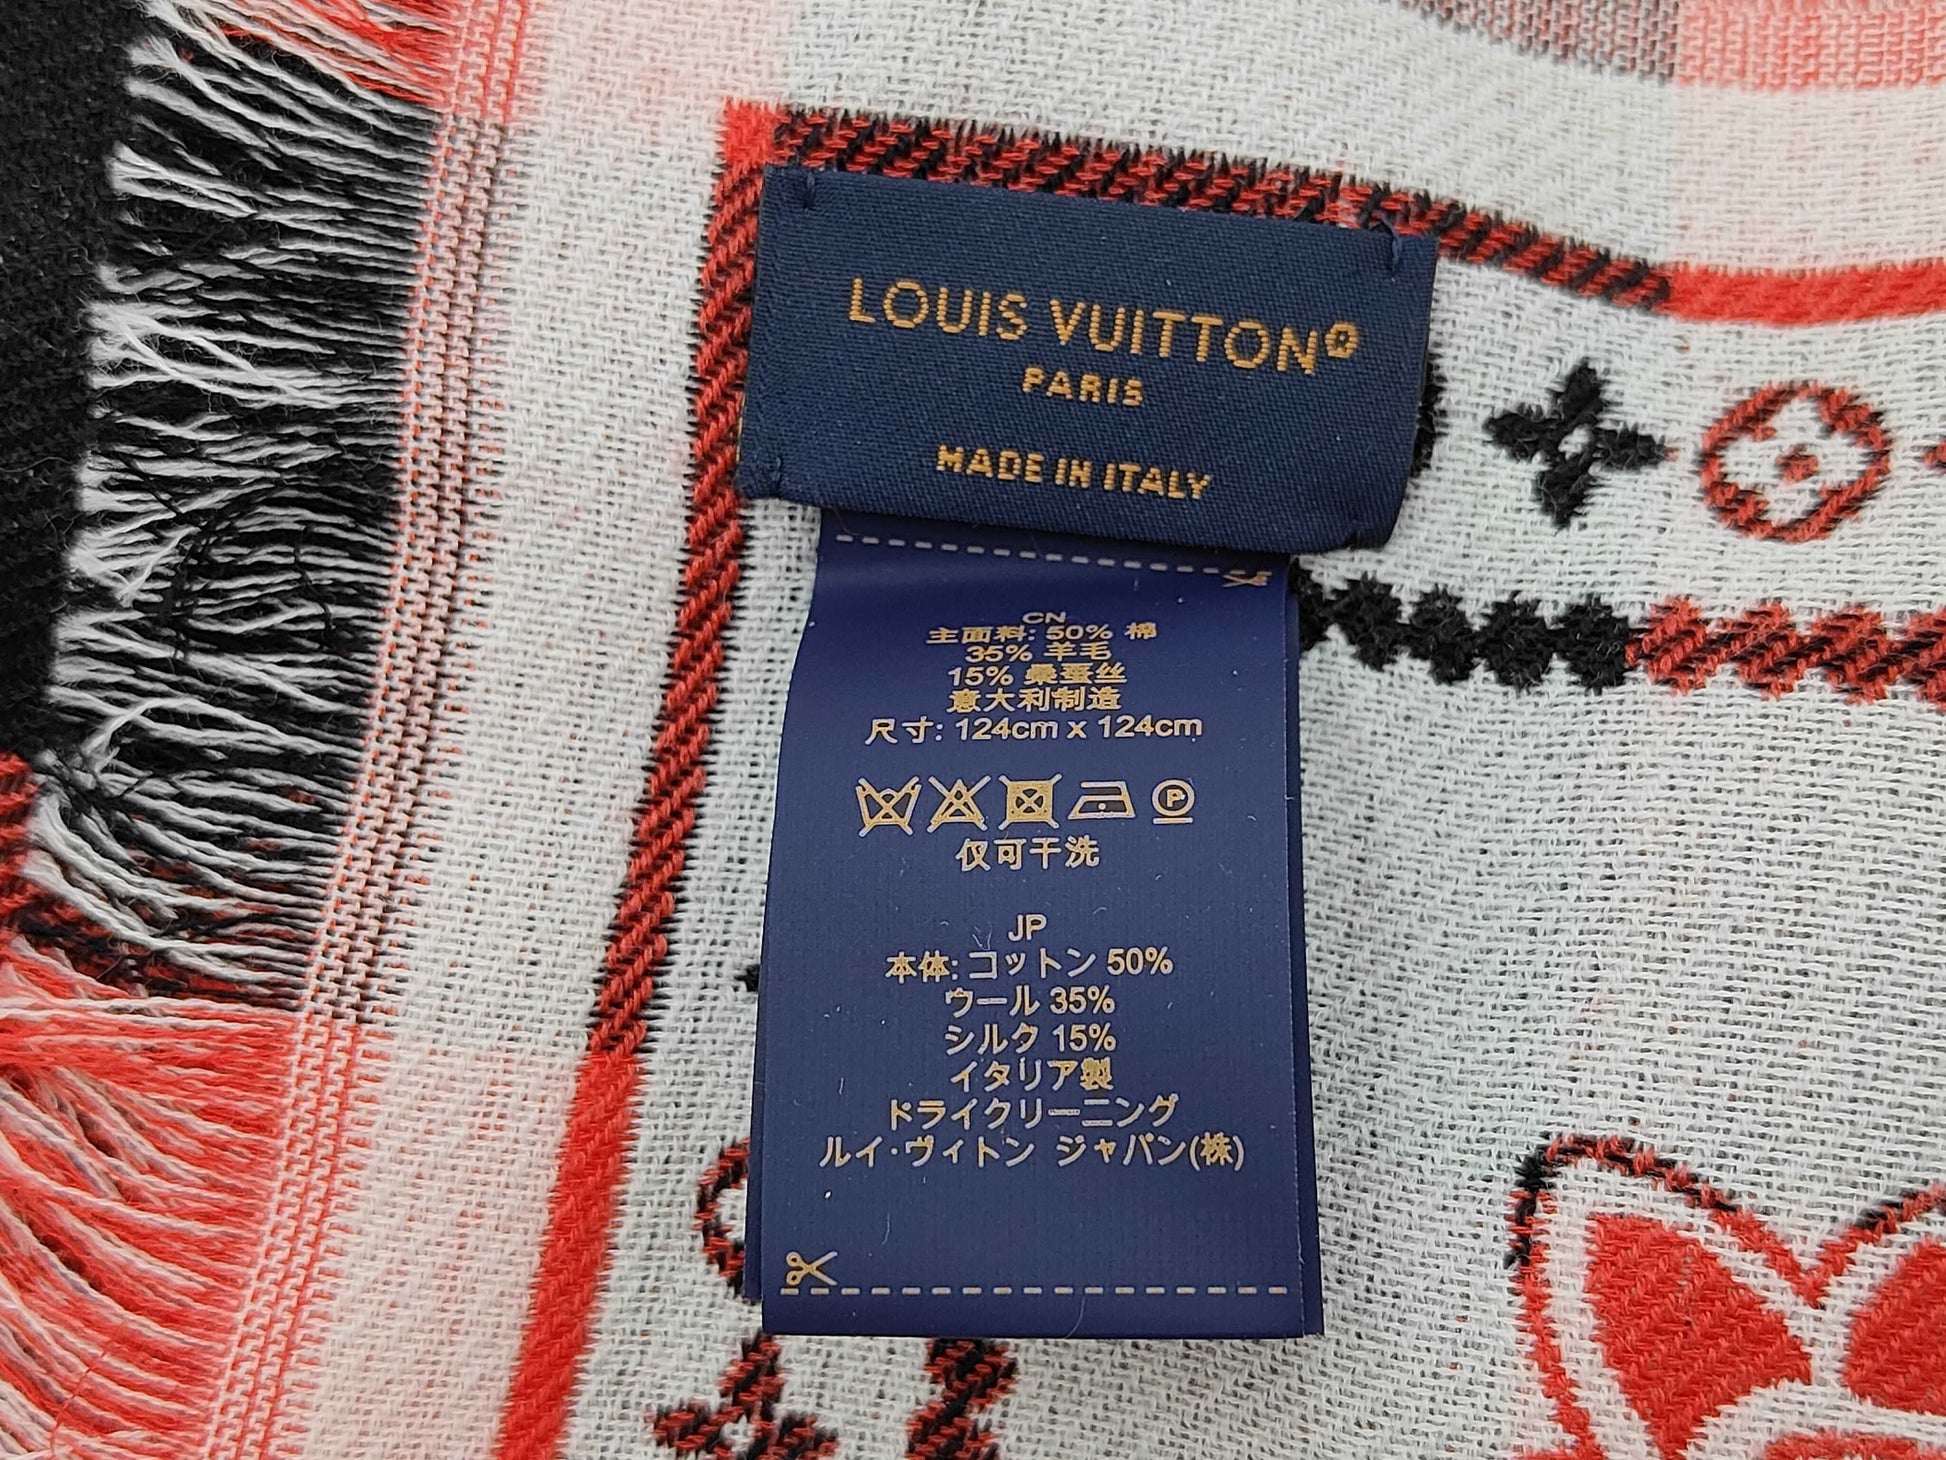 LOUIS VUITTON®
PARIS
MADE IN ITALY
CN
主面料: 50% 棉
35% 羊毛
15% 桑蚕丝
意大利制造
尺寸: 124cm x 124cm
P
仅可干洗
JP
本体: コットン 50%
ウール 35%
シルク 15%
イタリア製
ドライクリーニング
ルイ・ヴィトン ジャパン(株)